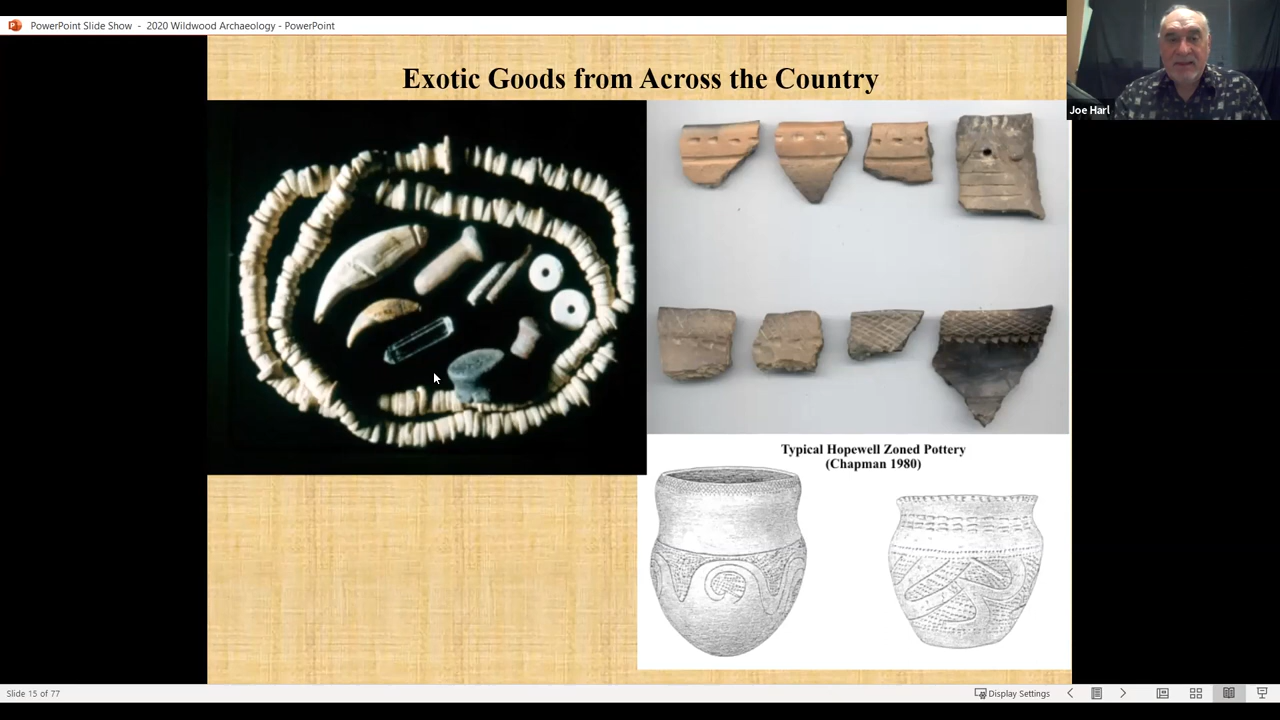 PowerPoint Slide Show - 2020 Wildwood Archaeology - PowerPoint
Joe Harl
Exotic Goods from Across the Country
Typical Hopewell Zoned Pottery
(Chapman 1980)
Slide 15 of 77
Display Settings